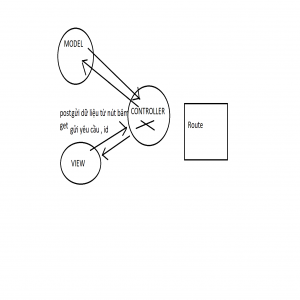 MODEL
CONTROLLER
postgửi dữ liệu từ nút bấm
get
gửi yêu cầu , id
Route
VIEW